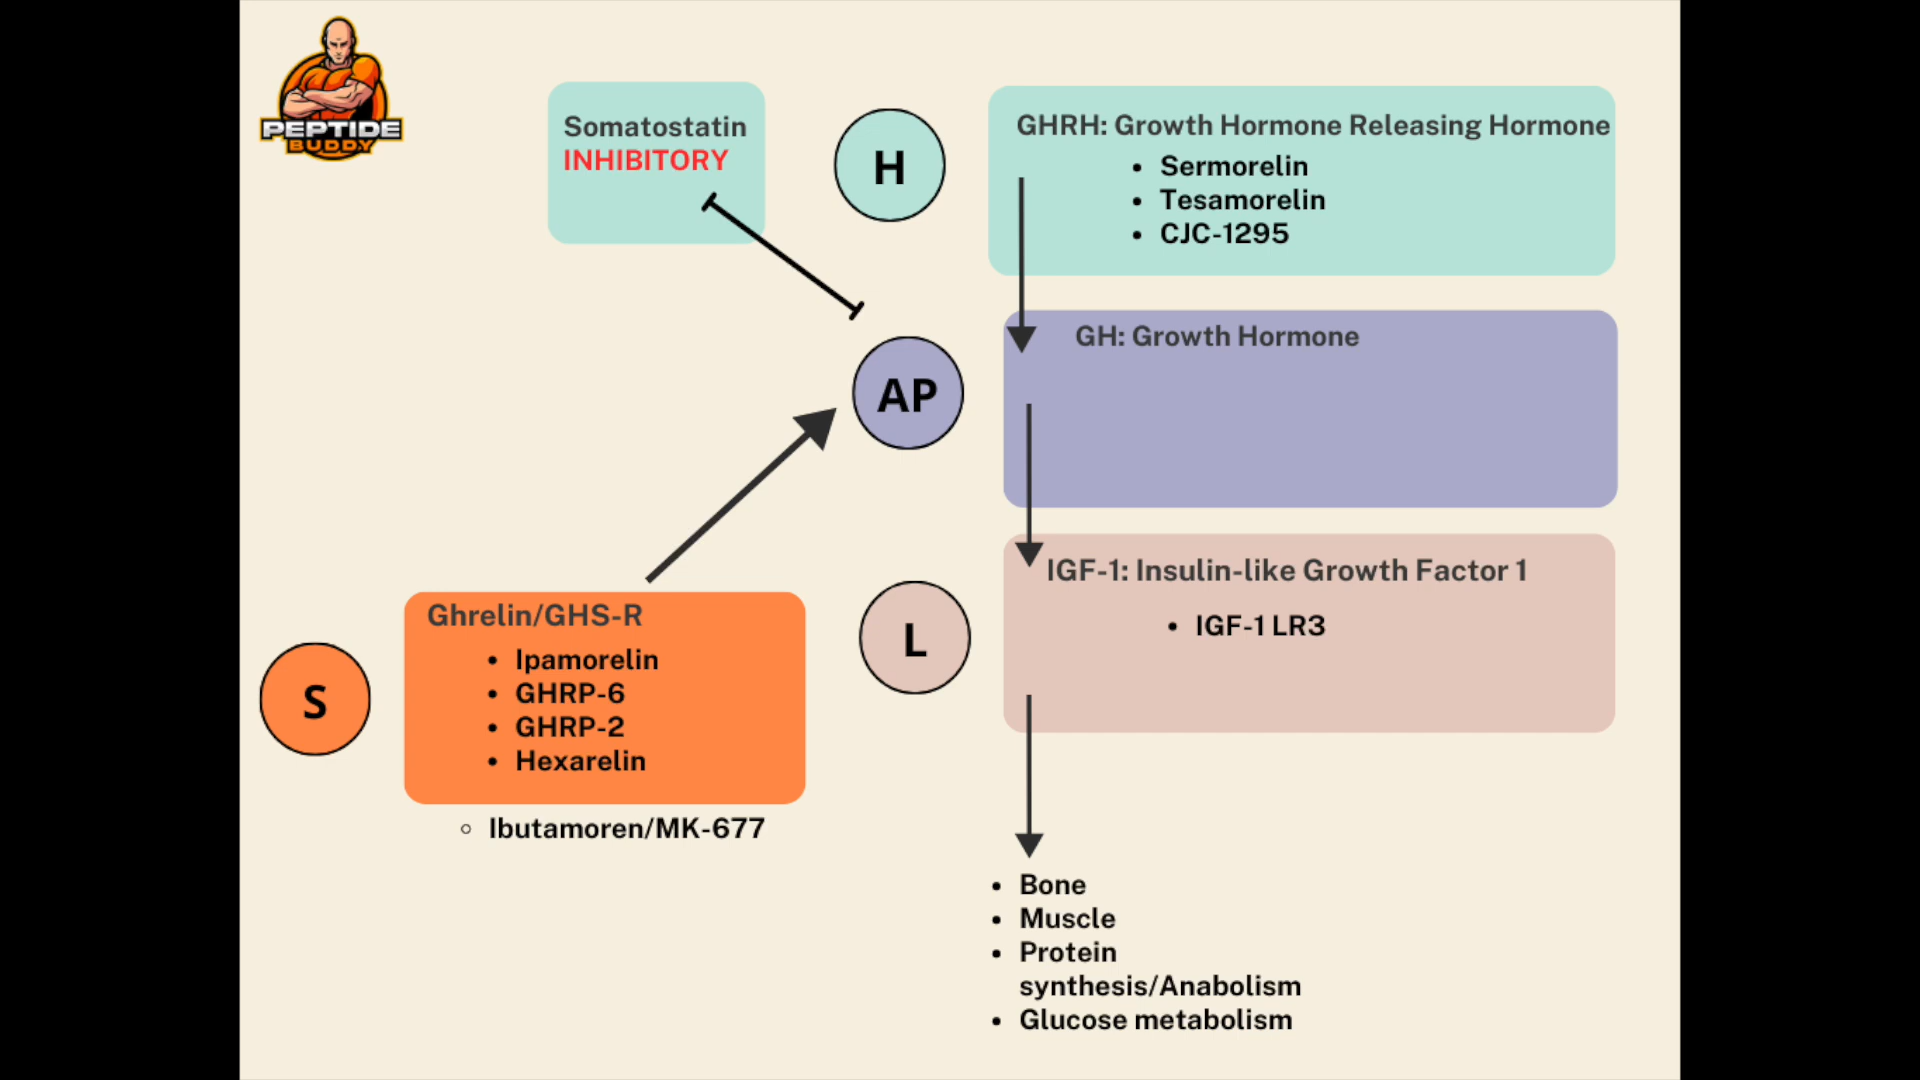 PEPTIDE
BUDDY
Somatostatin
INHIBITORY
H
GHRH: Growth Hormone Releasing Hormone
• Sermorelin
• Tesamorelin
• CJC-1295
AP
GH: Growth Hormone
L
IGF-1: Insulin-like Growth Factor 1
• IGF-1 LR3
S
Ghrelin/GHS-R
• Ipamorelin
• GHRP-6
• GHRP-2
• Hexarelin
◦ Ibutamoren/MK-677
• Bone
• Muscle
• Protein
synthesis/Anabolism
• Glucose metabolism